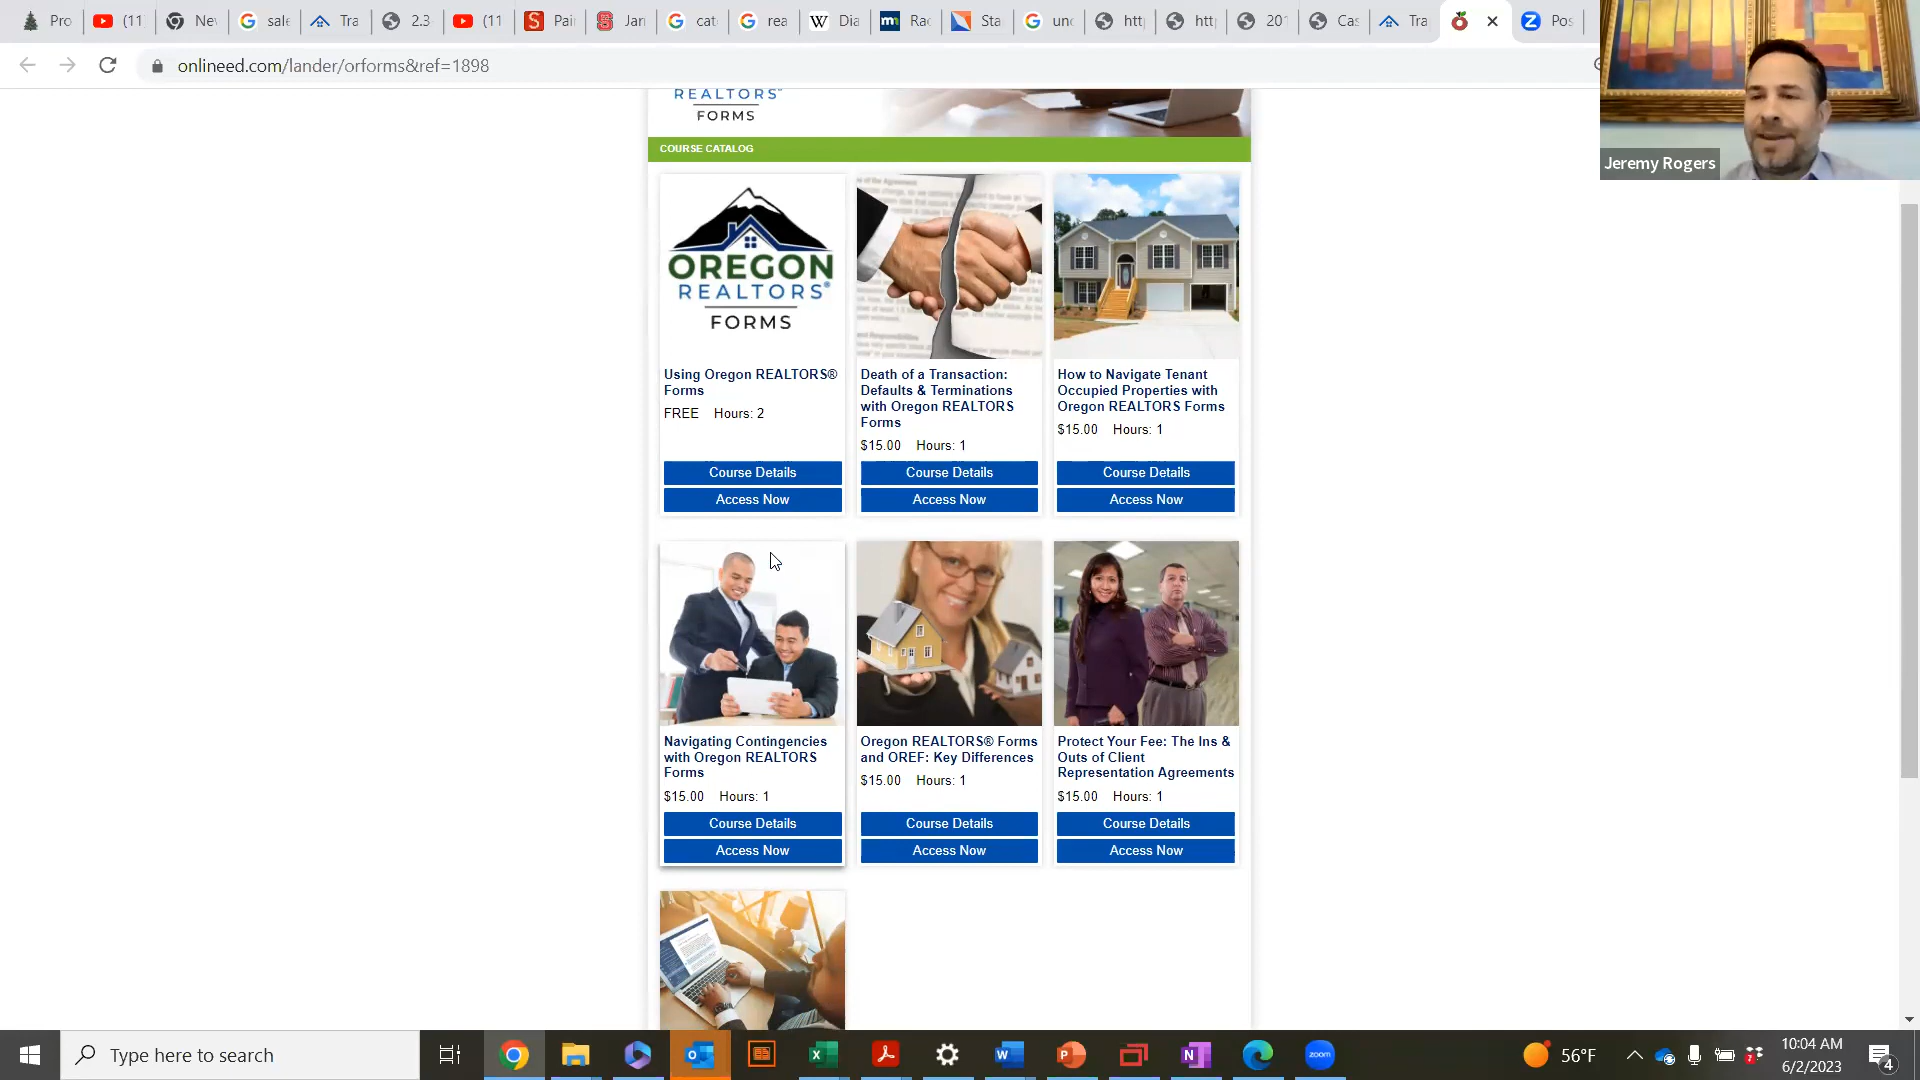 Pro
(11
Nev
sale
Tra
2.3
(11
Pai
Jan
cat
rea
Dia
Rac
Sta
unc
htt
htt
201
Cas
Tra
Pos
onlineed.com/lander/orforms&ref=1898
Jeremy Rogers
REALTORS®
FORMS
COURSE CATALOG
OREGON
REALTORS®
FORMS
Using Oregon REALTORS®
Forms
FREE Hours: 2
Course Details
Access Now
Death of a Transaction:
Defaults & Terminations
with Oregon REALTORS
Forms
$15.00 Hours: 1
Course Details
Access Now
How to Navigate Tenant
Occupied Properties with
Oregon REALTORS Forms
$15.00 Hours: 1
Course Details
Access Now
Navigating Contingencies
with Oregon REALTORS
Forms
$15.00 Hours: 1
Course Details
Access Now
Oregon REALTORS® Forms
and OREF: Key Differences
$15.00 Hours: 1
Course Details
Access Now
Protect Your Fee: The Ins &
Outs of Client
Representation Agreements
$15.00 Hours: 1
Course Details
Access Now
Type here to search
zoom
56°F
10:04 AM
6/2/2023
4